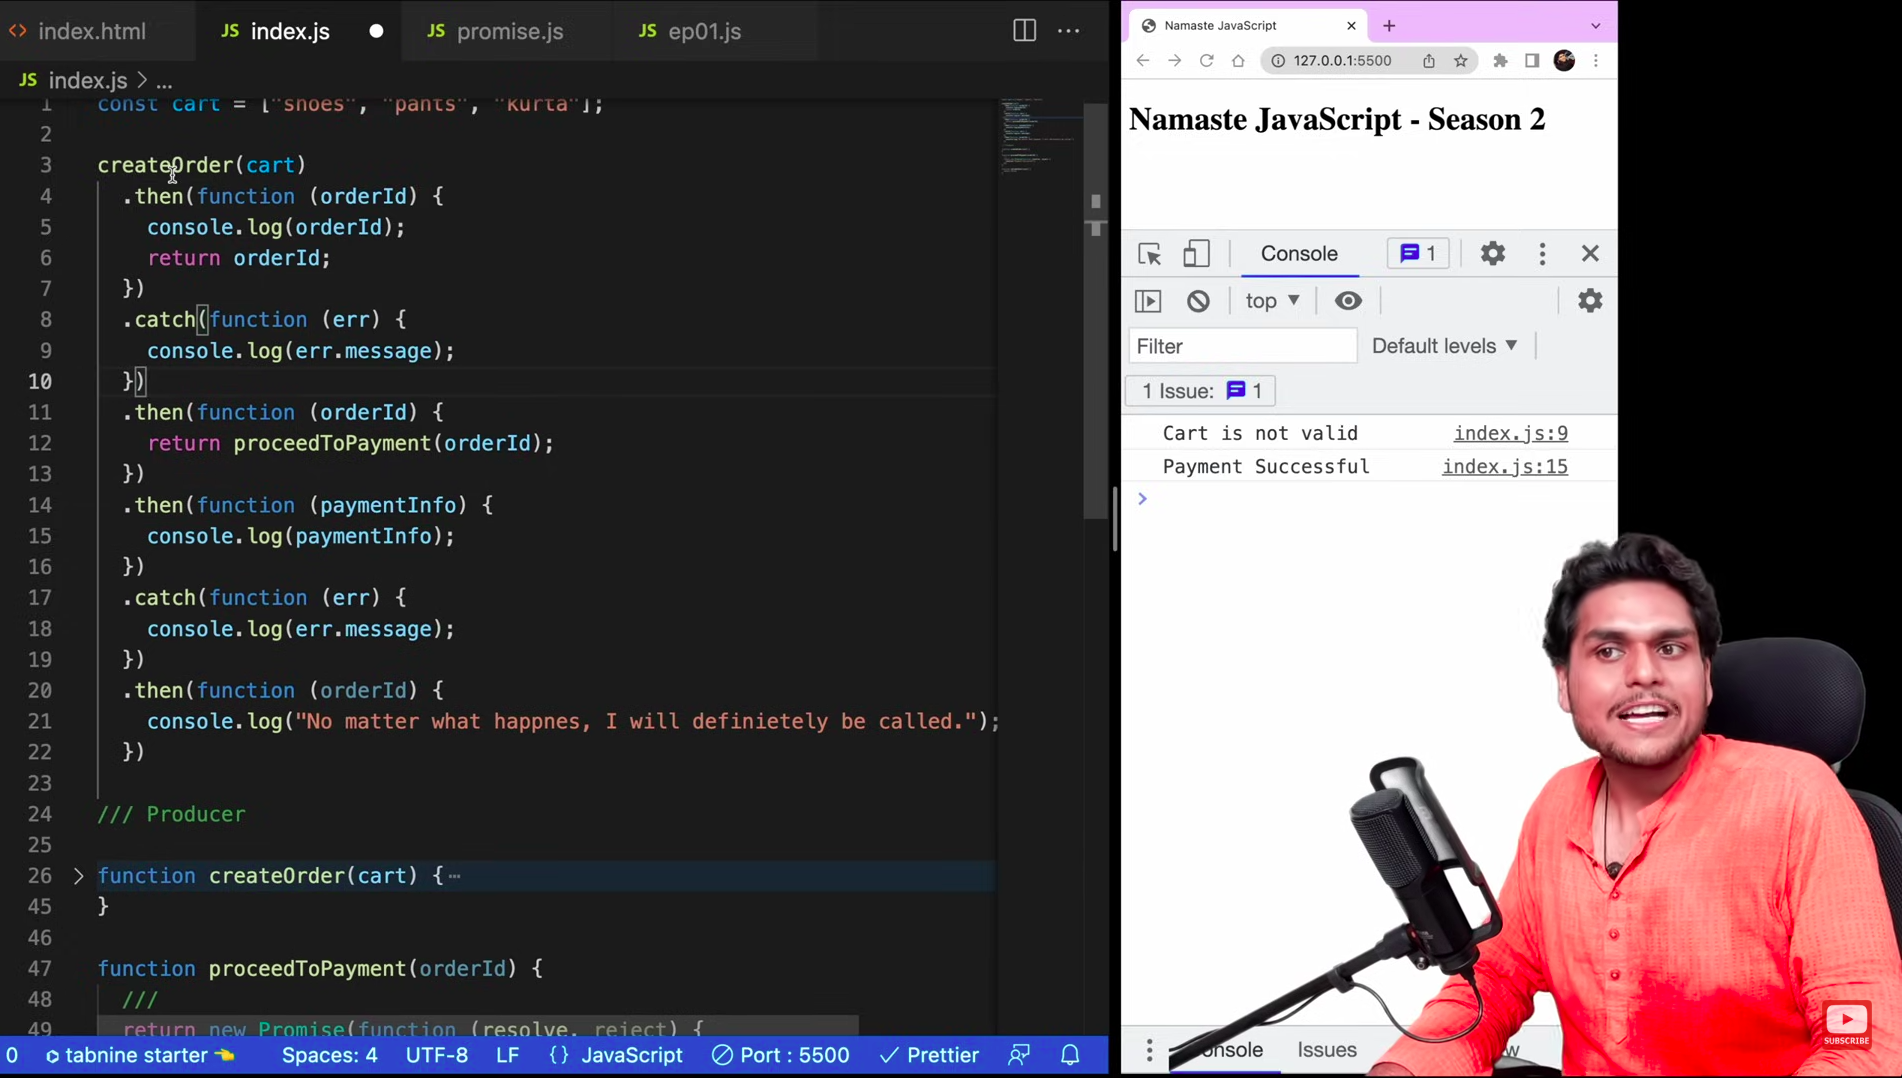 index.html
JS index.js
JS promise.js
JS ep01.js
JS index.js > ...
1 const cart = ["shoes", "pants", "kurta"];
2
3 createOrder(cart)
4 .then(function (orderId) {
5 console.log(orderId);
6 return orderId;
7 })
8 .catch(function (err) {
9 console.log(err.message);
10 })
11 .then(function (orderId) {
12 return proceedToPayment(orderId);
13 })
14 .then(function (paymentInfo) {
15 console.log(paymentInfo);
16 })
17 .catch(function (err) {
18 console.log(err.message);
19 })
20 .then(function (orderId) {
21 console.log("No matter what happnes, I will definietely be called.");
22 })
23
24 /// Producer
25
26 function createOrder(cart) {
45 }
46
47 function proceedToPayment(orderId) {
48 ///
49 return new Promise(function (resolve, reject) {
0 tabnine starter Spaces: 4 UTF-8 LF {} JavaScript Port : 5500 Prettier
Namaste JavaScript
127.0.0.1:5500
Namaste JavaScript - Season 2
Console 1
top
Filter Default levels
1 Issue: 1
Cart is not valid index.js:9
Payment Successful index.js:15
Issues
SUBSCRIBE